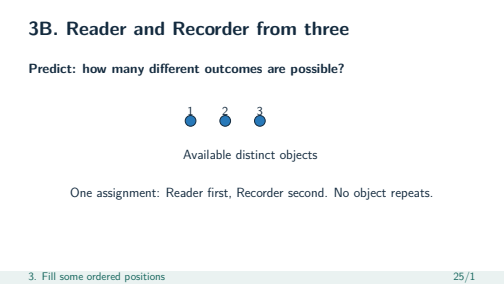 3B. Reader and Recorder from three
Predict: how many different outcomes are possible?
1 2 3
Available distinct objects
One assignment: Reader first, Recorder second. No object repeats.
3. Fill some ordered positions 25/1